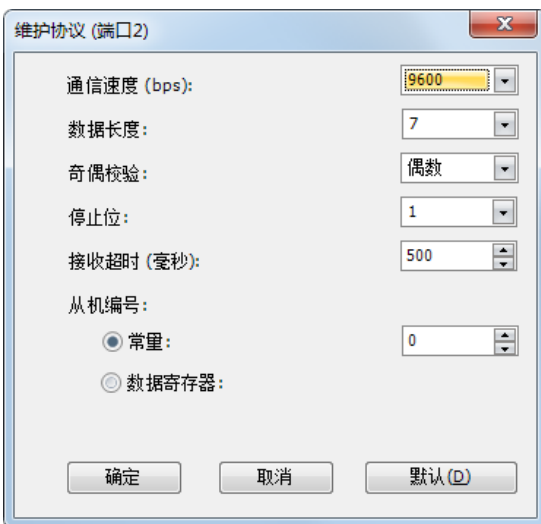 维护协议 (端口2)
通信速度 (bps): 9600
数据长度: 7
奇偶校验: 偶数
停止位: 1
接收超时 (毫秒): 500
从机编号:
常量: 0
数据寄存器:
确定 取消 默认(D)